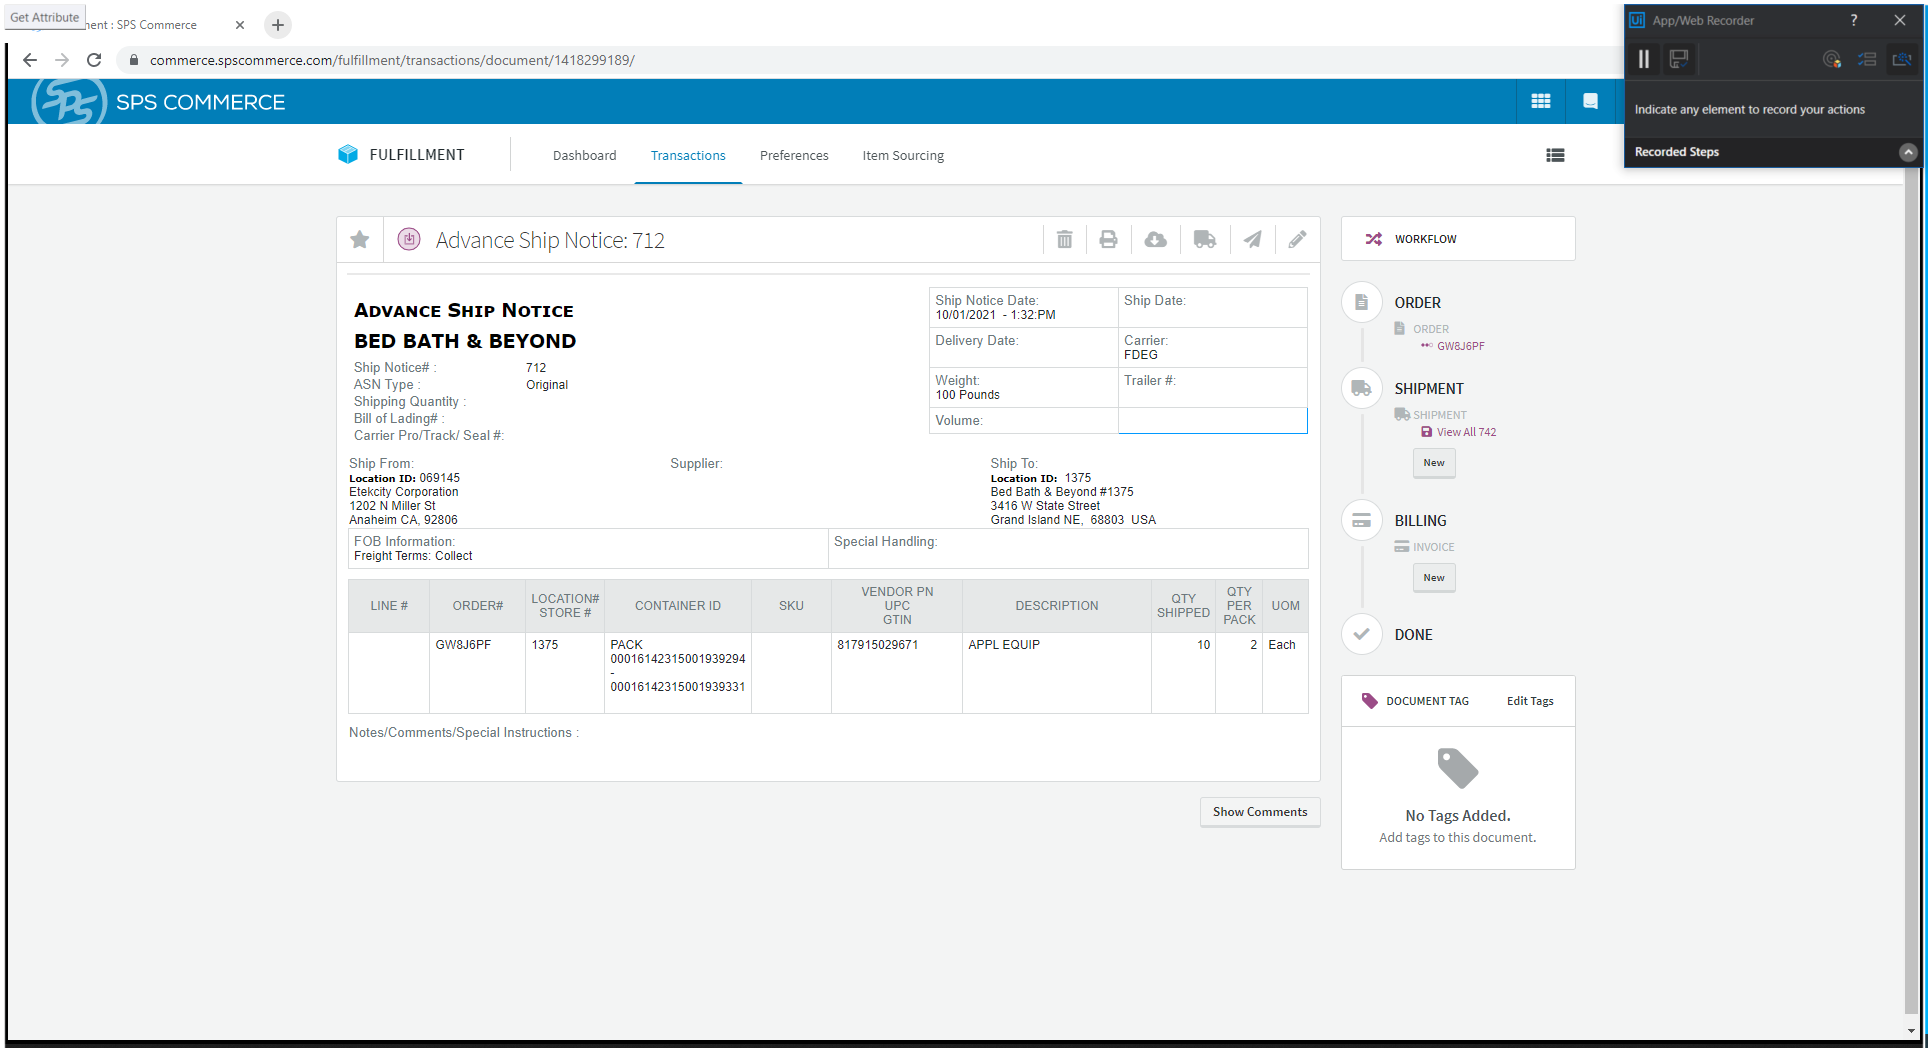 Get Attribute
ment : SPS Commerce
commerce.spscommerce.com/fulfillment/transactions/document/1418299189/
Ui App/Web Recorder ?
Indicate any element to record your actions
Recorded Steps
SPS SPS COMMERCE
FULFILLMENT Dashboard Transactions Preferences Item Sourcing
Advance Ship Notice: 712
ADVANCE SHIP NOTICE
BED BATH & BEYOND
Ship Notice# : 712
ASN Type : Original
Shipping Quantity :
Bill of Lading# :
Carrier Pro/Track/ Seal #:
Ship Notice Date: Ship Date:
10/01/2021 - 1:32:PM
Delivery Date: Carrier:
FDEG
Weight: Trailer #:
100 Pounds
Volume:
Ship From: Supplier: Ship To:
Location ID: 069145 Location ID: 1375
Etekcity Corporation Bed Bath & Beyond #1375
1202 N Miller St 3416 W State Street
Anaheim CA, 92806 Grand Island NE, 68803 USA
FOB Information: Special Handling:
Freight Terms: Collect
LINE # ORDER# LOCATION# STORE # CONTAINER ID SKU VENDOR PN UPC GTIN DESCRIPTION QTY SHIPPED QTY PER PACK UOM
GW8J6PF 1375 PACK 817915029671 APPL EQUIP 10 2 Each
00016142315001939294
-
00016142315001939331
Notes/Comments/Special Instructions :
Show Comments
WORKFLOW
ORDER
ORDER
GW8J6PF
SHIPMENT
SHIPMENT
View All 742
New
BILLING
INVOICE
New
DONE
DOCUMENT TAG Edit Tags
No Tags Added.
Add tags to this document.